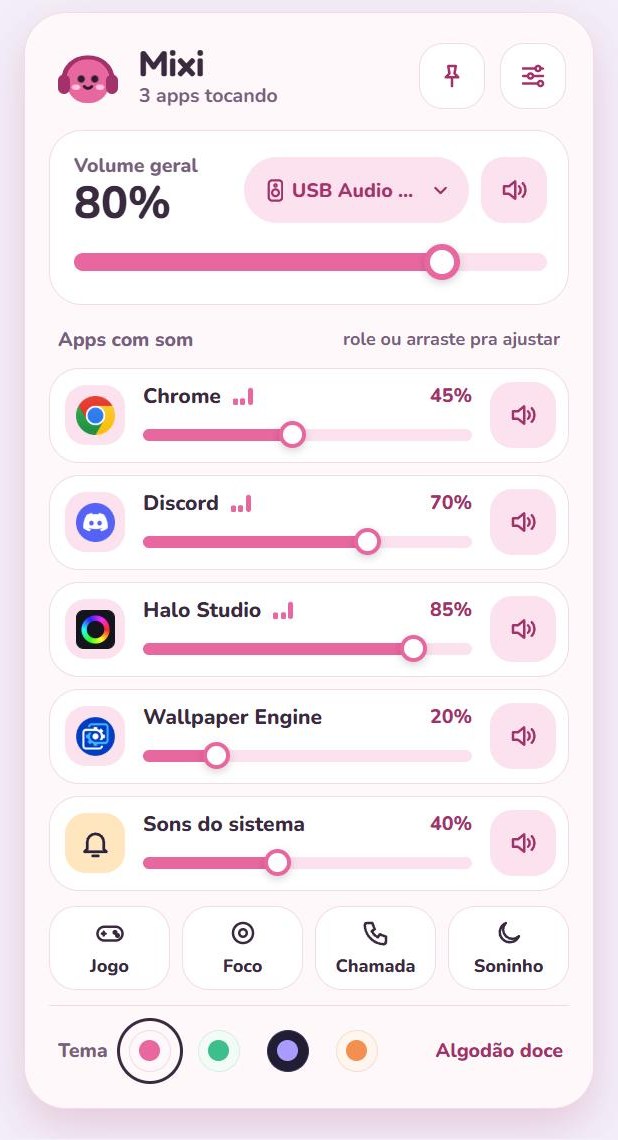 Mixi
3 apps tocando
Volume geral
80%
USB Audio ...
Apps com som
role ou arraste pra ajustar
Chrome
45%
Discord
70%
Halo Studio
85%
Wallpaper Engine
20%
Sons do sistema
40%
Jogo
Foco
Chamada
Soninho
Tema
Algodão doce